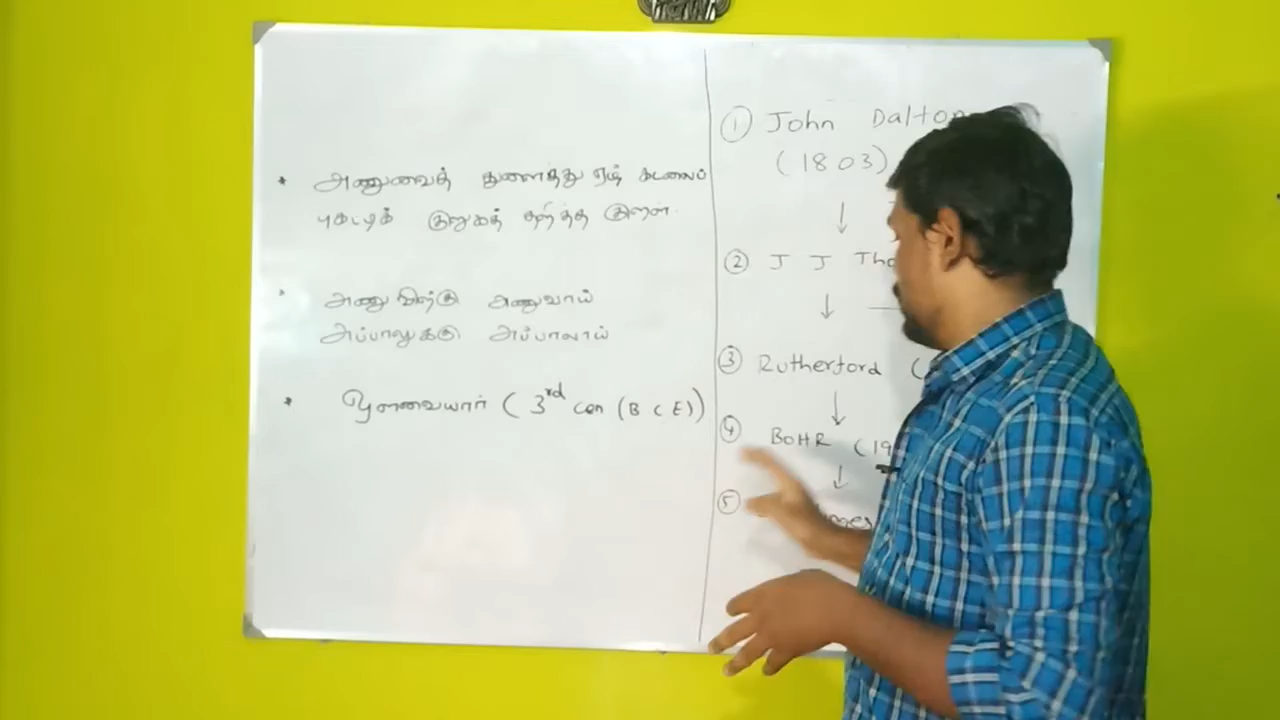 * அணுவைத் துளைத்து ஏழ் கடலைப்
புகட்டிக் குறுகத் தறித்த குறள்.
* அணுவிற்கு அணுவாய்
அப்பாலுக்கு அப்பாலாய்
* ஔவையார் ( 3rd cen (B C E))
① John Dalton
(1803)
↓
② J J
↓
③ Rutherford (
↓
④ BOHR (19
↓
⑤